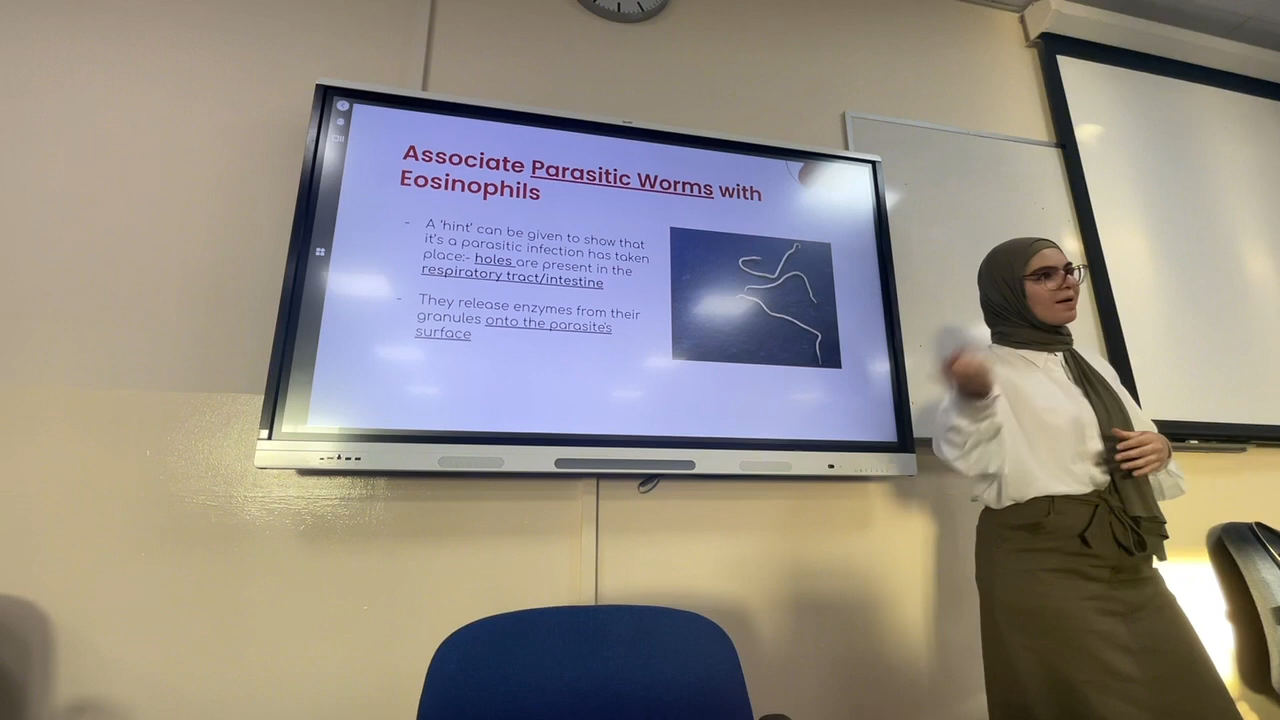 Associate Parasitic Worms with
Eosinophils
- A 'hint' can be given to show that
it's a parasitic infection has taken
place:- holes are present in the
respiratory tract/intestine
- They release enzymes from their
granules onto the parasite's
surface